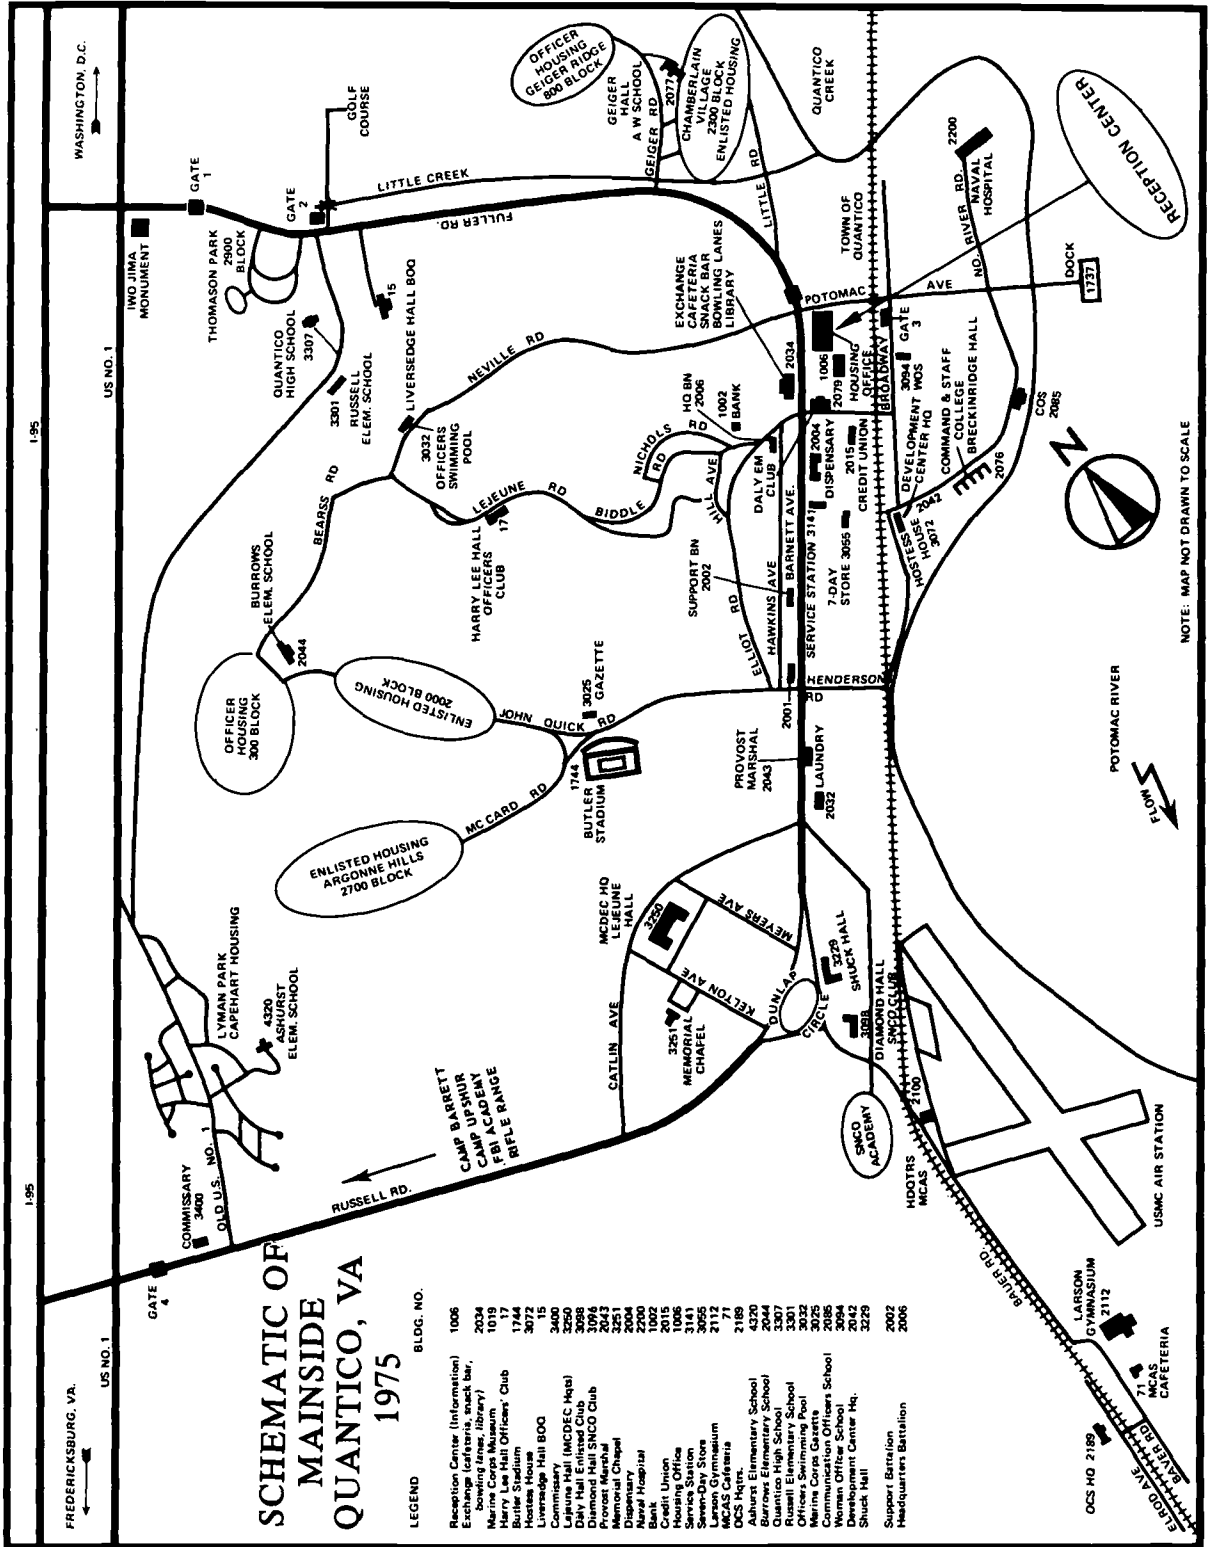 SCHEMATIC OF
MAINSIDE
QUANTICO, VA
1975
LEGEND BLDG. NO.
Reception Center (Information) 1006
Exchange (cafeteria, snack bar,
bowling lanes, library) 2034
Marine Corps Museum 1019
Harry Lee Hall Officers' Club 17
Butler Stadium 1744
Hostess House 3072
Liversedge Hall BOQ 15
Commissary 3400
Lejeune Hall (MCDEC Hqts) 3250
Daly Hall Enlisted Club 3098
Diamond Hall SNCO Club
Provost Marshal 2043
Memorial Chapel 3251
Dispensary 2004
Naval Hospital 2200
Bank 1002
Credit Union 2015
Housing Office 1006
Service Station 3141
Seven-Day Store 3055
Larson Gymnasium 2112
MCAS Cafeteria 71
OCS Hqtrs. 2189
Ashurst Elementary School 4320
Burrows Elementary School 2044
Quantico High School 3307
Russell Elementary School 3301
Officers Swimming Pool 3032
Marine Corps Gazette 3025
Communication Officers School 2085
Woman Officer School 3094
Development Center Hq. 2042
Shuck Hall 3229
Support Battalion 2002
Headquarters Battalion 2006
FREDERICKSBURG, VA.
WASHINGTON, D.C.
I-95
I-95
US NO. 1
US NO. 1
GATE
4
COMMISSARY
3400
OLD U.S. NO. 1
LYMAN PARK
CAPEHART HOUSING
4320
ASHURST
ELEM. SCHOOL
RUSSELL RD.
CAMP BARRETT
CAMP UPSHUR
FBI ACADEMY
RIFLE RANGE
IWO JIMA
MONUMENT
GATE
1
GATE
2
GOLF
COURSE
THOMASON PARK
2900
BLOCK
QUANTICO
HIGH SCHOOL
3307
3301
RUSSELL
ELEM. SCHOOL
15
LIVERSEDGE HALL BOQ
LITTLE CREEK
FULLER RD.
3032
OFFICERS
SWIMMING
POOL
NEVILLE RD
BEARSS RD
BURROWS
ELEM. SCHOOL
2044
OFFICER
HOUSING
300 BLOCK
ENLISTED HOUSING
2000 BLOCK
ENLISTED HOUSING
ARGONNE HILLS
2700 BLOCK
MC CARD RD
JOHN QUICK RD
3025
GAZETTE
1744
BUTLER
STADIUM
LEJEUNE RD
17
HARRY LEE HALL
OFFICERS
CLUB
BIDDLE
RD
NICHOLS RD
HILL AVE
OFFICER
HOUSING
GEIGER RIDGE
800 BLOCK
GEIGER
HALL
A W SCHOOL
2077
GEIGER RD
CHAMBERLAIN
VILLAGE
2300 BLOCK
ENLISTED HOUSING
LITTLE RD
QUANTICO
CREEK
EXCHANGE
CAFETERIA
SNACK BAR
BOWLING LANES
LIBRARY
2034
HQ BN
2006
1002
BANK
DALY EM
CLUB
SUPPORT BN
2002
ELLIOT RD
HAWKINS AVE
BARNETT AVE.
SERVICE STATION 3141
7-DAY
STORE 3055
2004
DISPENSARY
2015
CREDIT UNION
1006
2079
HOUSING
OFFICE
BROADWAY
POTOMAC AVE
TOWN OF
QUANTICO
GATE
3
3094
WOS
DEVELOPMENT
CENTER HQ
2042
COMMAND & STAFF
COLLEGE
BRECKINRIDGE HALL
2076
HOSTESS
HOUSE
3072
COS
2085
NO. RIVER RD.
2200
NAVAL
HOSPITAL
DOCK
1737
RECEPTION CENTER
N
HENDERSON
RD
2001
PROVOST
MARSHAL
2043
LAUNDRY
2032
MCDEC HQ
LEJEUNE
HALL
3250
MEYERS AVE
KELTON AVE
CATLIN AVE
3251
MEMORIAL
CHAPEL
DUNLAP
CIRCLE
3229
SHUCK HALL
3098
DIAMOND HALL
SNCO CLUB
SNCO
ACADEMY
2100
HDQTRS
MCAS
BAUER RD.
USMC AIR STATION
LARSON
GYMNASIUM
2112
71
MCAS
CAFETERIA
OCS HQ 2189
ELROD AVE
BAUER RD
POTOMAC RIVER
FLOW
NOTE: MAP NOT DRAWN TO SCALE